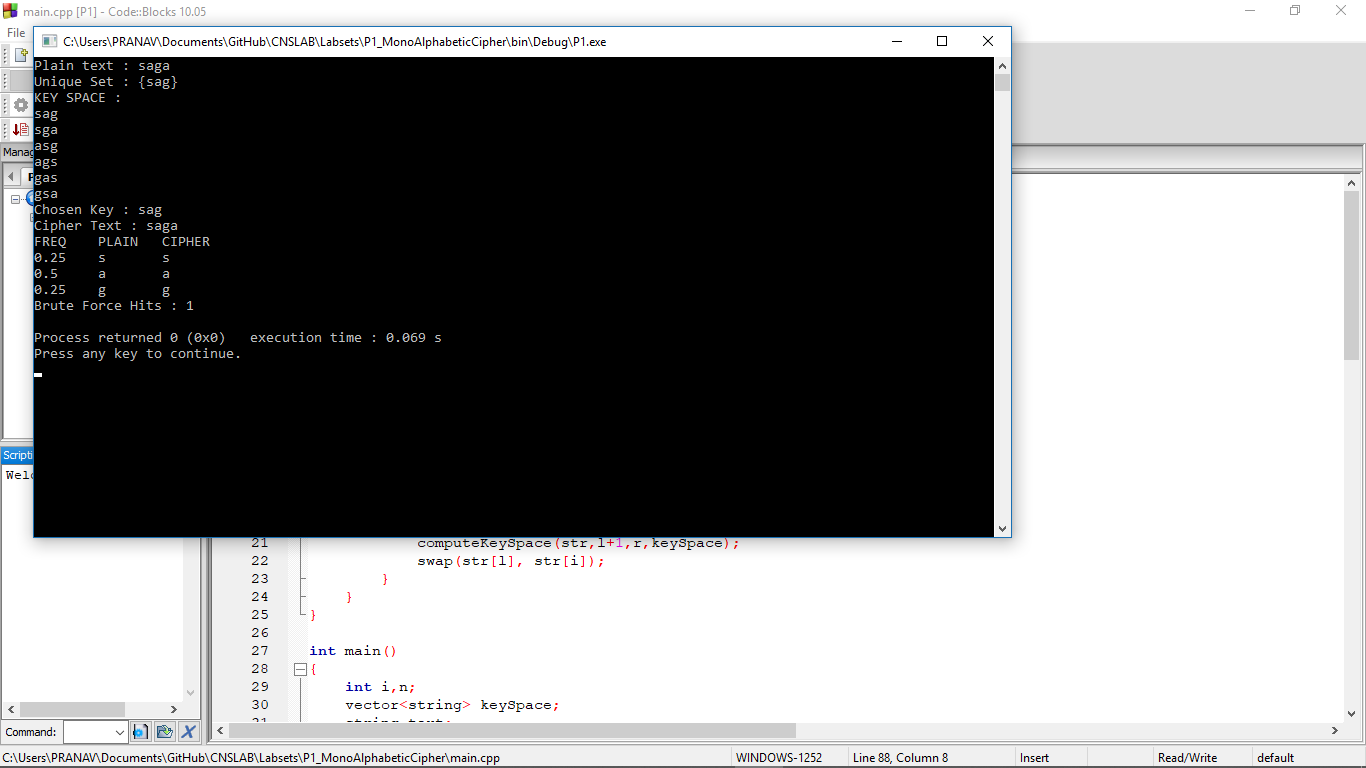 main.cpp [P1] - Code::Blocks 10.05
File
C:\Users\PRANAV\Documents\GitHub\CNSLAB\Labsets\P1_MonoAlphabeticCipher\bin\Debug\P1.exe
Plain text : saga
Unique Set : {sag}
KEY SPACE :
sag
sga
asg
ags
gas
gsa
Chosen Key : sag
Cipher Text : saga
FREQ    PLAIN   CIPHER
0.25    s       s
0.5     a       a
0.25    g       g
Brute Force Hits : 1
Process returned 0 (0x0)   execution time : 0.069 s
Press any key to continue.
21 computeKeySpace(str,l+1,r,keySpace);
22 swap(str[l], str[i]);
23 }
24 }
25 }
26
27 int main()
28 {
29 int i,n;
30 vector<string> keySpace;
Command:
C:\Users\PRANAV\Documents\GitHub\CNSLAB\Labsets\P1_MonoAlphabeticCipher\main.cpp WINDOWS-1252 Line 88, Column 8 Insert Read/Write default